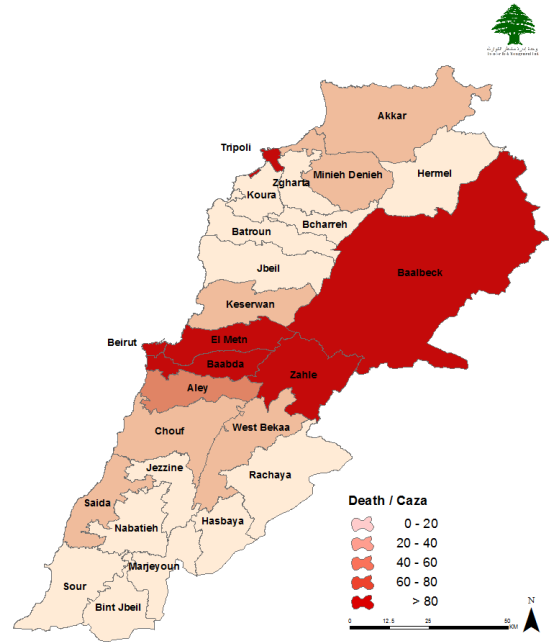 Akkar
Tripoli
Minieh Denieh
Hermel
Zgharta
Koura
Bcharreh
Batroun
Jbeil
Baalbeck
Keserwan
El Metn
Beirut
Baabda
Zahle
Aley
West Bekaa
Chouf
Jezzine
Rachaya
Saida
Hasbaya
Nabatieh
Marjeyoun
Sour
Bint Jbeil
Death / Caza
0 - 20
20 - 40
40 - 60
60 - 80
> 80
N
0 12.5 25 50
KM